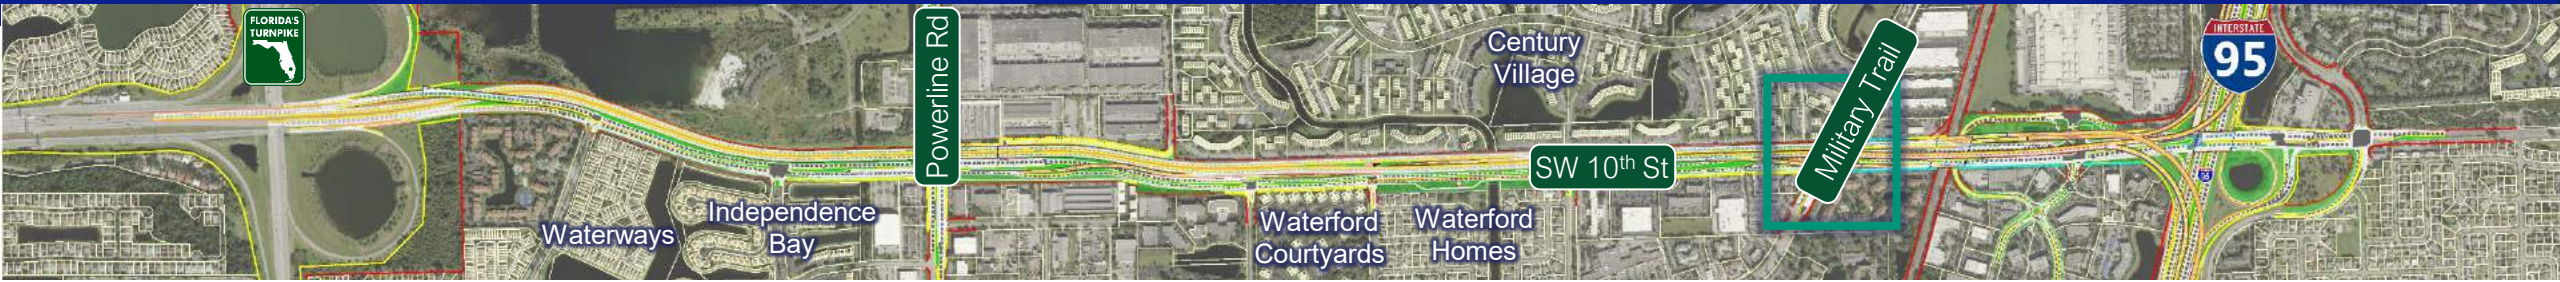 FLORIDA'S
TURNPIKE
Waterways
Independence
Bay
Powerline Rd
Waterford
Courtyards
Waterford
Homes
Century
Village
SW 10th St
Military Trail
INTERSTATE
95
95